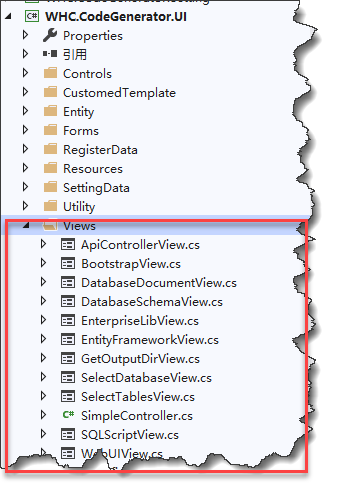 WHC.CodeGenerator.UI
Properties
引用
Controls
CustomedTemplate
Entity
Forms
RegisterData
Resources
SettingData
Utility
Views
ApiControllerView.cs
BootstrapView.cs
DatabaseDocumentView.cs
DatabaseSchemaView.cs
EnterpriseLibView.cs
EntityFrameworkView.cs
GetOutputDirView.cs
SelectDatabaseView.cs
SelectTablesView.cs
C# SimpleController.cs
SQLScriptView.cs
WebUIView.cs